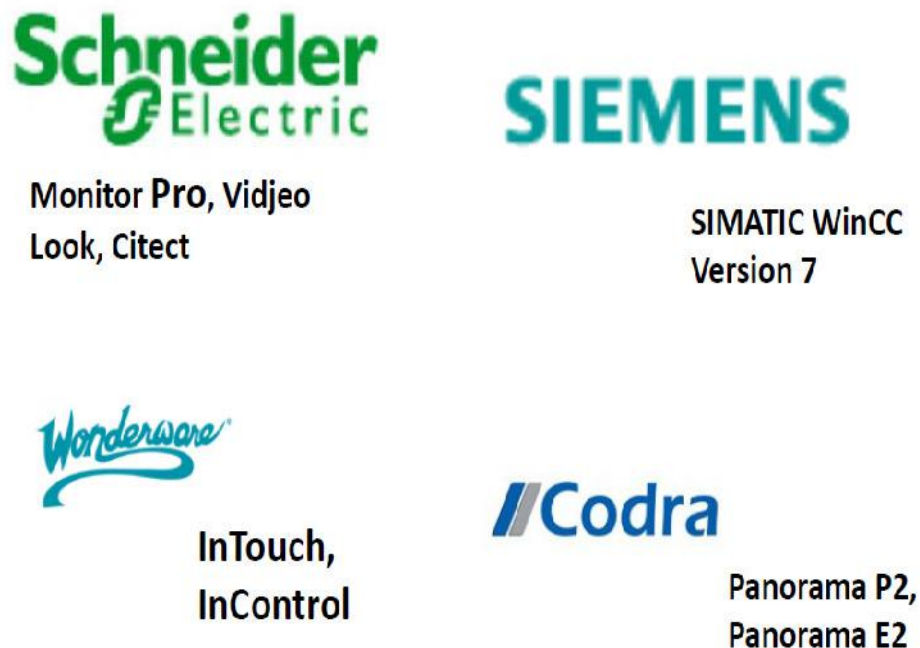 Schneider
Electric
Monitor Pro, Vidjeo
Look, Citect
SIEMENS
SIMATIC WinCC
Version 7
Wonderware
InTouch,
InControl
Codra
Panorama P2,
Panorama E2